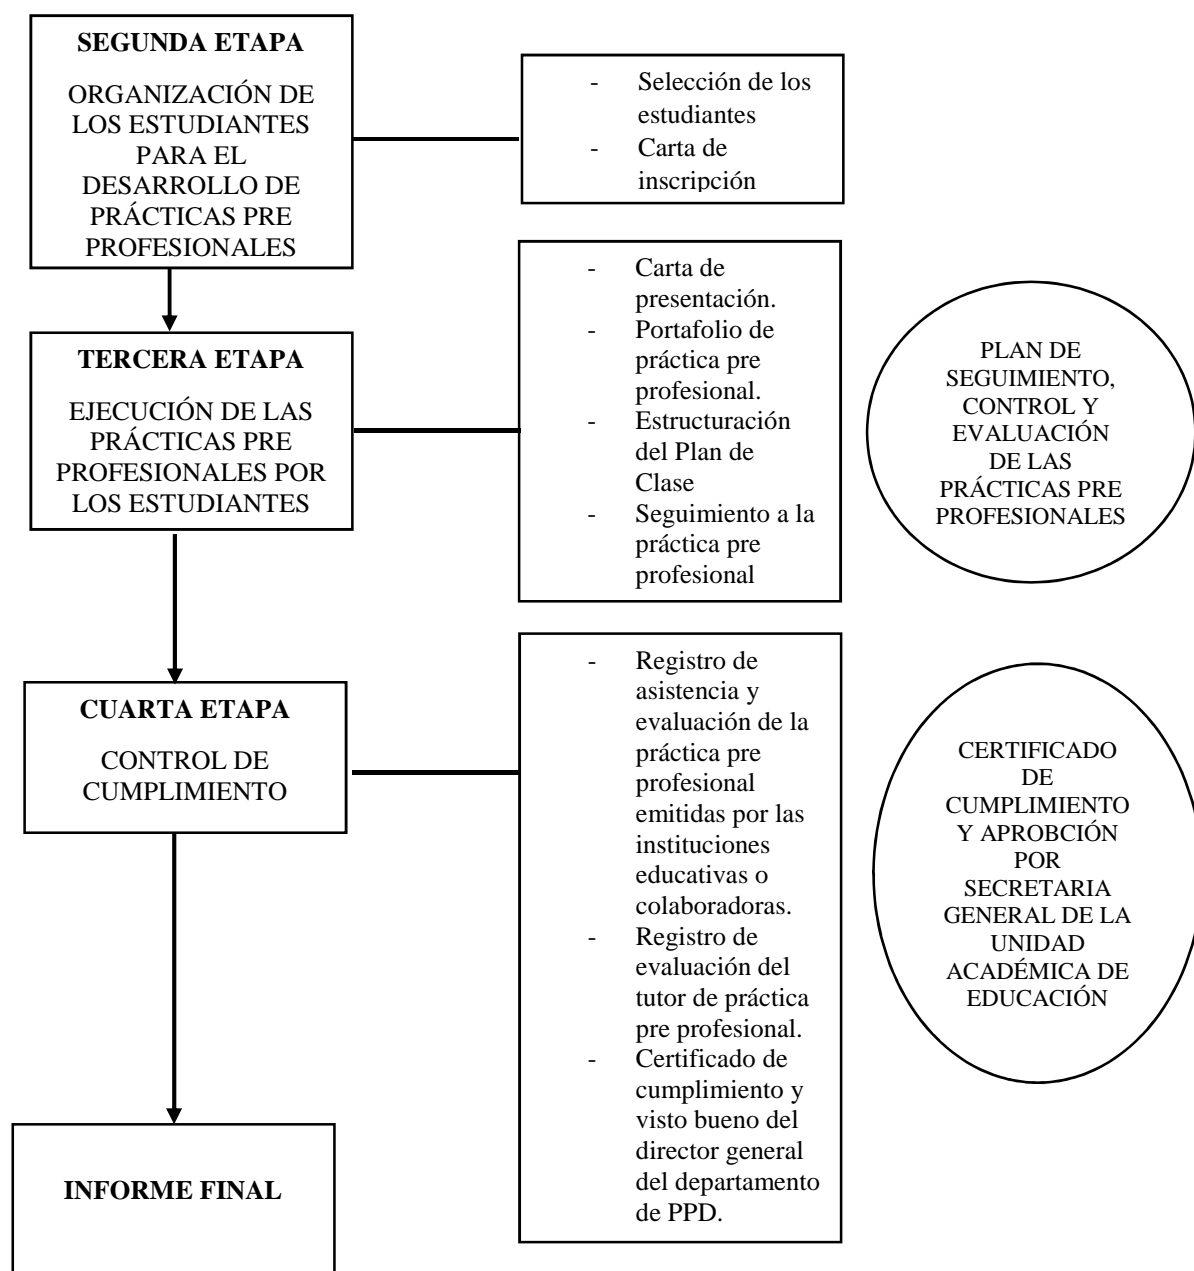 SEGUNDA ETAPA
ORGANIZACIÓN DE
LOS ESTUDIANTES
PARA EL
DESARROLLO DE
PRÁCTICAS PRE
PROFESIONALES
- Selección de los
estudiantes
- Carta de
inscripción
TERCERA ETAPA
EJECUCIÓN DE LAS
PRÁCTICAS PRE
PROFESIONALES POR
LOS ESTUDIANTES
- Carta de
presentación.
- Portafolio de
práctica pre
profesional.
- Estructuración
del Plan de
Clase
- Seguimiento a la
práctica pre
profesional
PLAN DE
SEGUIMIENTO,
CONTROL Y
EVALUACIÓN
DE LAS
PRÁCTICAS PRE
PROFESIONALES
CUARTA ETAPA
CONTROL DE
CUMPLIMIENTO
- Registro de
asistencia y
evaluación de la
práctica pre
profesional
emitidas por las
instituciones
educativas o
colaboradoras.
- Registro de
evaluación del
tutor de práctica
pre profesional.
- Certificado de
cumplimiento y
visto bueno del
director general
del departamento
de PPD.
CERTIFICADO
DE
CUMPLIMIENTO
Y APROBCIÓN
POR
SECRETARIA
GENERAL DE LA
UNIDAD
ACADÉMICA DE
EDUCACIÓN
INFORME FINAL